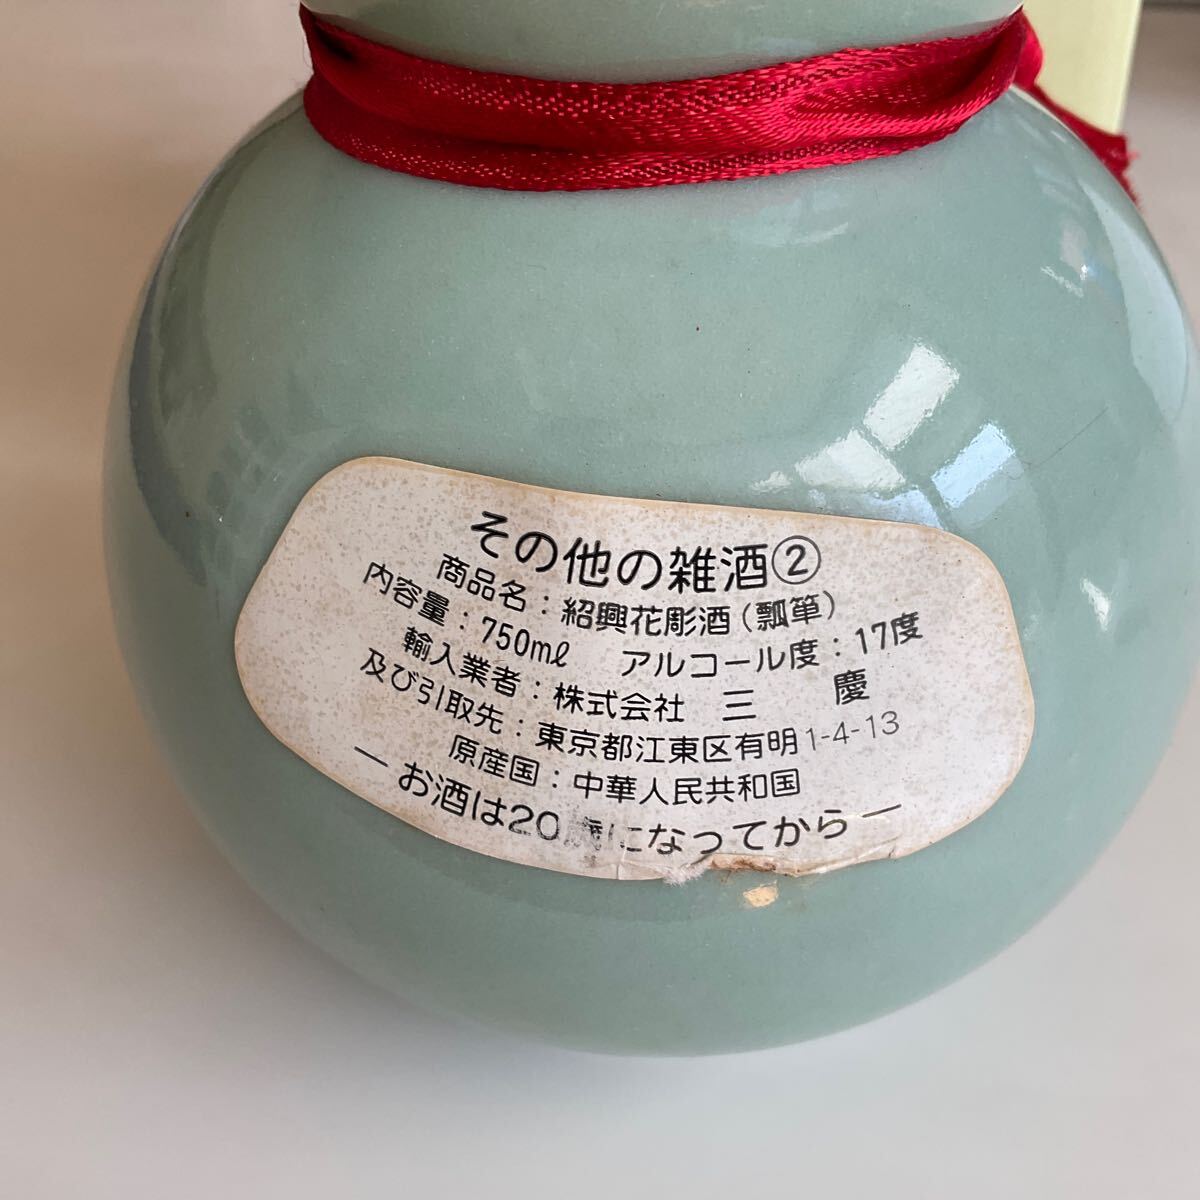 その他の雑酒②
商品名：紹興花彫酒（瓢箪）
内容量：750mℓ　アルコール度：17度
輸入業者：株式会社　三　慶
及び引取先：東京都江東区有明1-4-13
原産国：中華人民共和国
―お酒は20歳になってから―